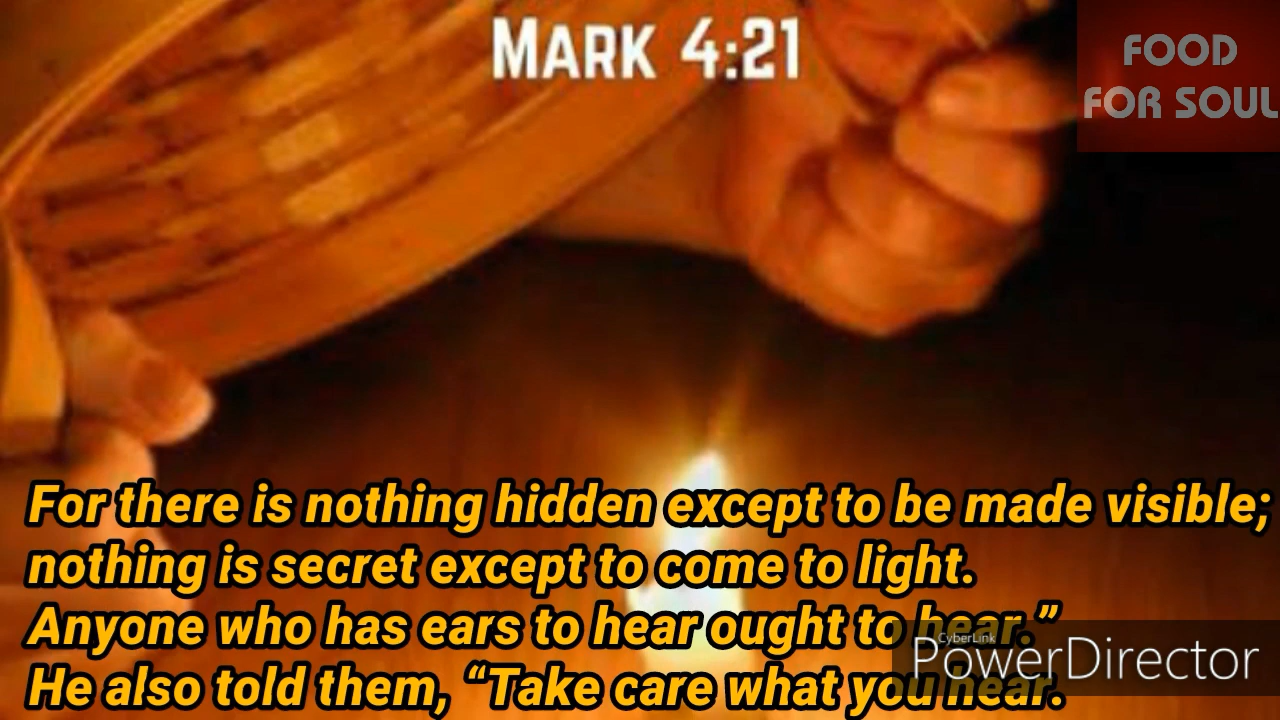 MARK 4:21
FOOD
FOR SOUL
For there is nothing hidden except to be made visible;
nothing is secret except to come to light.
Anyone who has ears to hear ought to hear.”
He also told them, “Take care what you hear.
CyberLink
PowerDirector